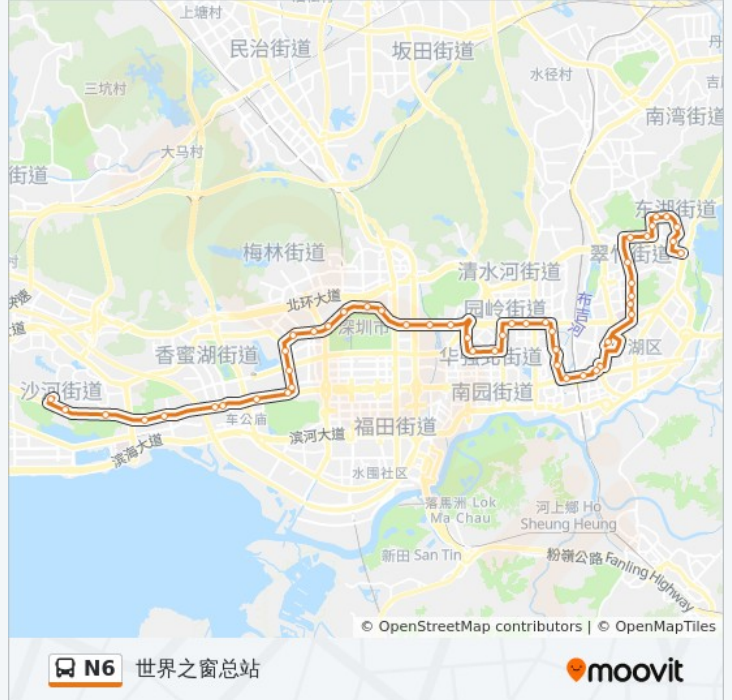 上塘村
民治街道
坂田街道
丹
水径村
吉
三坑村
南湾街道
大马村
街道
东湖街道
梅林街道
翠竹街道
村
清水河街道
北环大道
快速
园岭街道
布吉河
道
深圳市
香蜜湖街道
华强北街道
湖区
沙河街道
南园街道
车公庙
滨河大道
福田街道
滨海大道
水围社区
落馬洲 Lok
Ma Chau
河上鄉 Ho
Sheung Heung
新田 San Tin
粉嶺公路 Fanling Highway
© OpenStreetMap contributors | © OpenMapTiles
N6 世界之窗总站
moovit